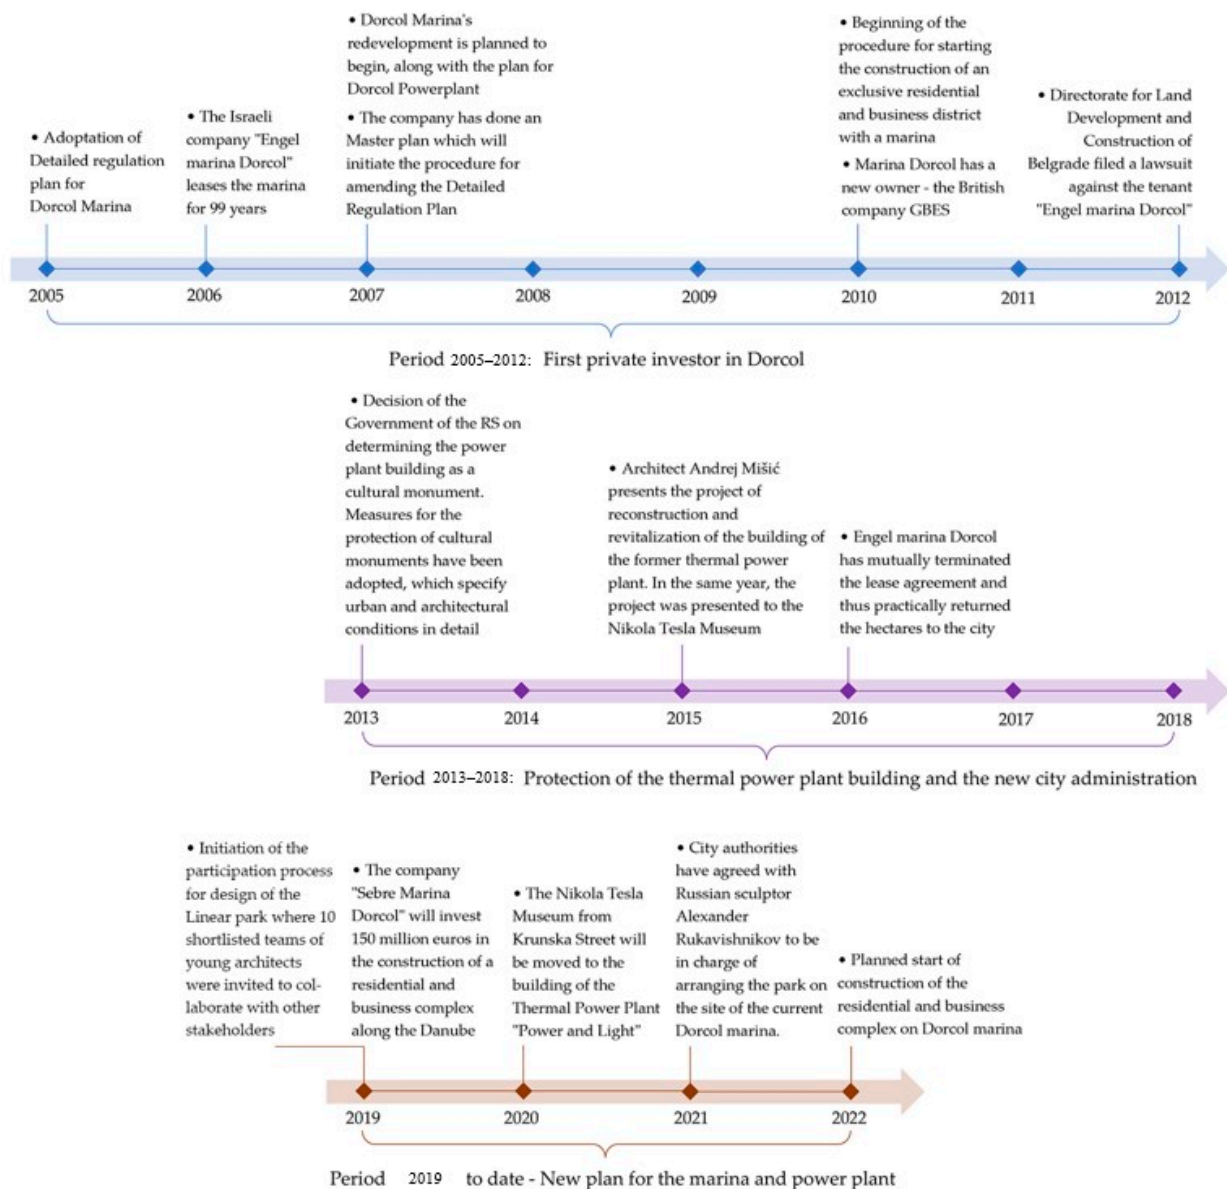 • Adoptation of
Detailed regulation
plan for
Dorcol Marina
• The Israeli
company "Engel
marina Dorcol"
leases the marina
for 99 years
• Dorcol Marina's
redevelopment is planned to
begin, along with the plan for
Dorcol Powerplant
• The company has done an
Master plan which will
initiate the procedure for
amending the Detailed
Regulation Plan
• Beginning of the
procedure for starting
the construction of an
exclusive residential
and business district
with a marina
• Marina Dorcol has a
new owner - the British
company GBES
• Directorate for Land
Development and
Construction of
Belgrade filed a lawsuit
against the tenant
"Engel marina Dorcol"
2005 2006 2007 2008 2009 2010 2011 2012
Period 2005–2012: First private investor in Dorcol
• Decision of the
Government of the RS on
determining the power
plant building as a
cultural monument.
Measures for the
protection of cultural
monuments have been
adopted, which specify
urban and architectural
conditions in detail
• Architect Andrej Mišić
presents the project of
reconstruction and
revitalization of the building of
the former thermal power
plant. In the same year, the
project was presented to the
Nikola Tesla Museum
• Engel marina Dorcol
has mutually terminated
the lease agreement and
thus practically returned
the hectares to the city
2013 2014 2015 2016 2017 2018
Period 2013–2018: Protection of the thermal power plant building and the new city administration
• Initiation of the
participation process
for design of the
Linear park where 10
shortlisted teams of
young architects
were invited to col-
laborate with other
stakeholders
• The company
"Sebre Marina
Dorcol" will invest
150 million euros in
the construction of a
residential and
business complex
along the Danube
• The Nikola Tesla
Museum from
Krunska Street will
be moved to the
building of the
Thermal Power Plant
"Power and Light"
• City authorities
have agreed with
Russian sculptor
Alexander
Rukavishnikov to be
in charge of
arranging the park on
the site of the current
Dorcol marina.
• Planned start of
construction of the
residential and business
complex on Dorcol marina
2019 2020 2021 2022
Period 2019 to date - New plan for the marina and power plant